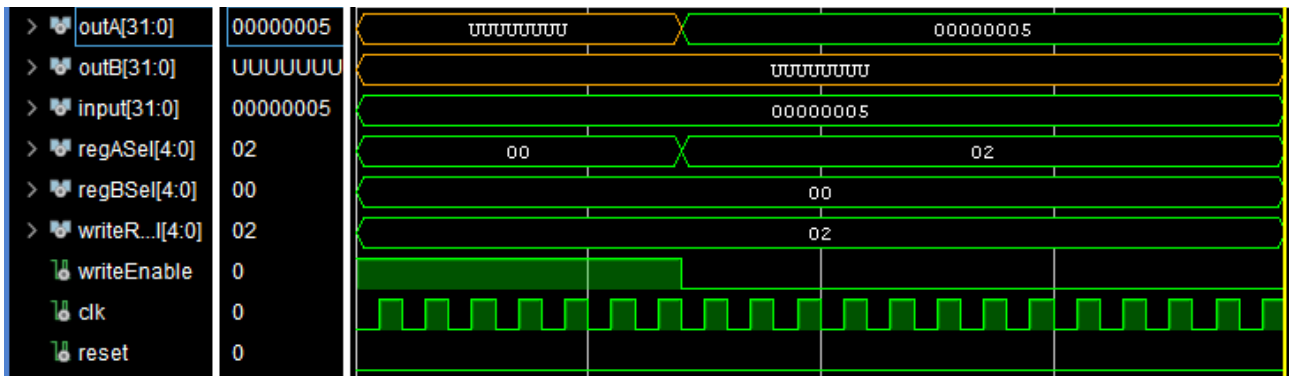 outA[31:0] 00000005 UUUUUUUU 00000005
outB[31:0] UUUUUUU UUUUUUUU
input[31:0] 00000005 00000005
regASel[4:0] 02 00 02
regBSel[4:0] 00 00
writeR...l[4:0] 02 02
writeEnable 0
clk 0
reset 0